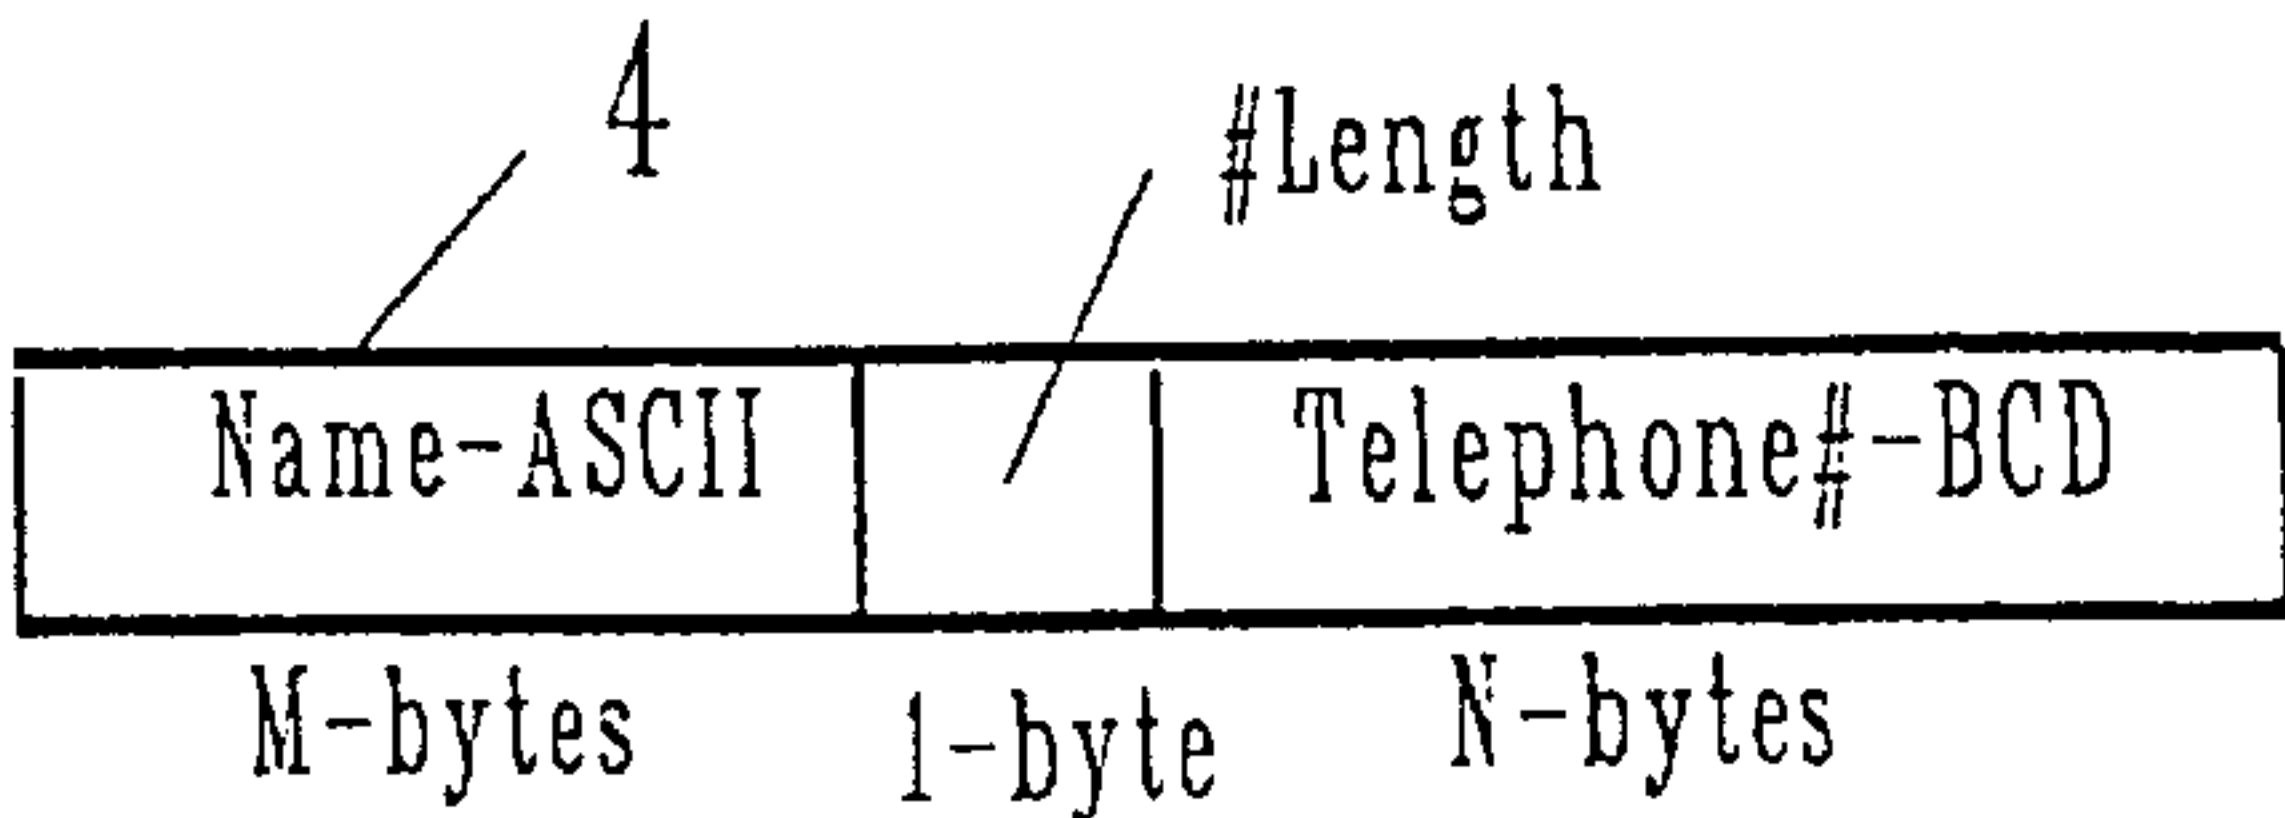 4
#Length
Name-ASCII Telephone#-BCD
M-bytes 1-byte N-bytes